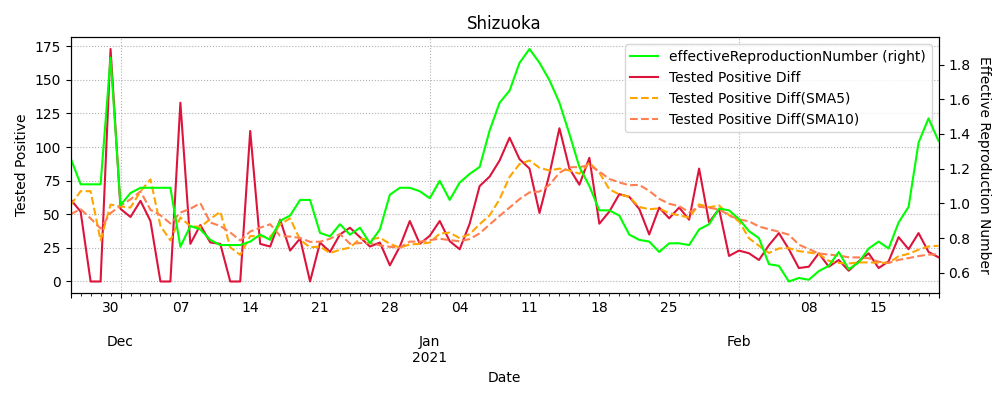 Shizuoka
effectiveReproductionNumber (right)
Tested Positive Diff
Tested Positive Diff(SMA5)
Tested Positive Diff(SMA10)
Tested Positive
175
150
125
100
75
50
25
0
Effective Reproduction Number
1.8
1.6
1.4
1.2
1.0
0.8
0.6
30 07 14 21 28 04 11 18 25 08 15
Dec Jan Feb
2021
Date